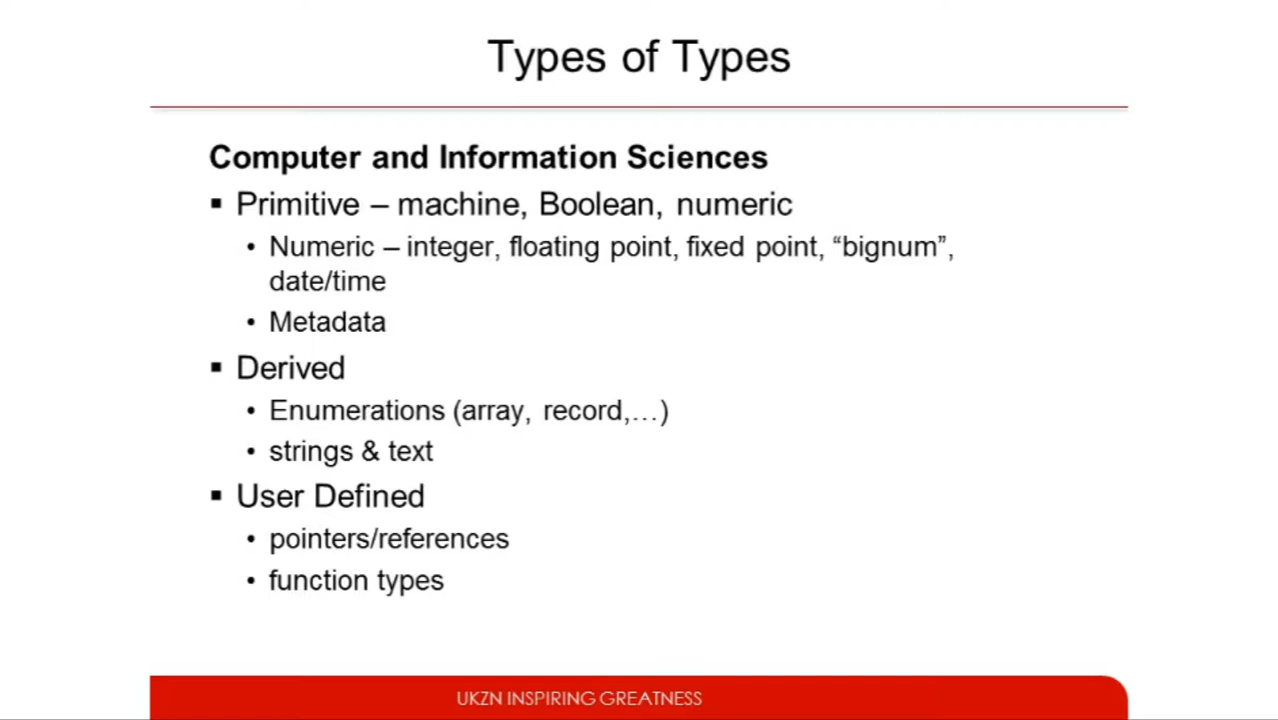 Types of Types
Computer and Information Sciences
▪ Primitive – machine, Boolean, numeric
• Numeric – integer, floating point, fixed point, “bignum”,
date/time
• Metadata
▪ Derived
• Enumerations (array, record,…)
• strings & text
▪ User Defined
• pointers/references
• function types
UKZN INSPIRING GREATNESS